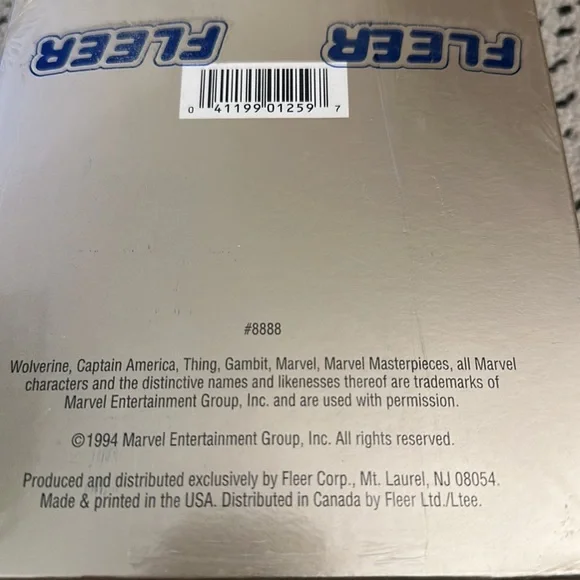 FLEER FLEER
0 41199 01259 7
#8888
Wolverine, Captain America, Thing, Gambit, Marvel, Marvel Masterpieces, all Marvel
characters and the distinctive names and likenesses thereof are trademarks of
Marvel Entertainment Group, Inc. and are used with permission.
©1994 Marvel Entertainment Group, Inc. All rights reserved.
Produced and distributed exclusively by Fleer Corp., Mt. Laurel, NJ 08054.
Made & printed in the USA. Distributed in Canada by Fleer Ltd./Ltee.